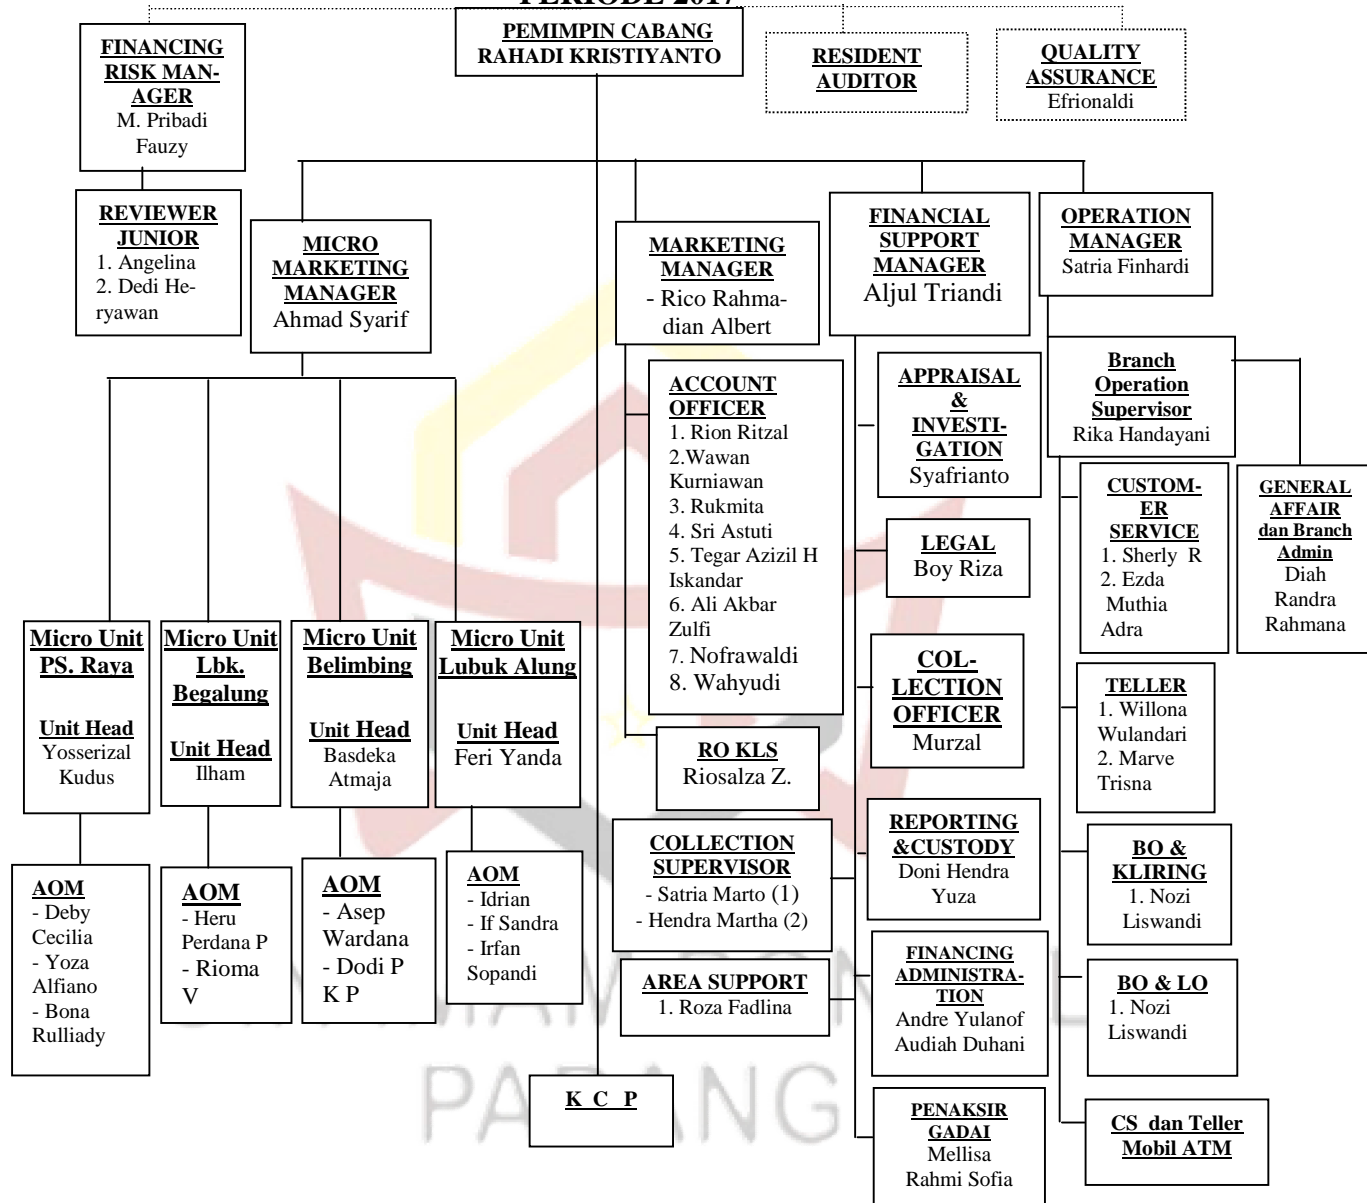 PERIODE 2017
PEMIMPIN CABANG
RAHADI KRISTIYANTO
FINANCING
RISK MAN-
AGER
M. Pribadi
Fauzy
RESIDENT
AUDITOR
QUALITY
ASSURANCE
Efrionaldi
REVIEWER
JUNIOR
1. Angelina
2. Dedi He-
ryawan
MICRO
MARKETING
MANAGER
Ahmad Syarif
MARKETING
MANAGER
- Rico Rahma-
dian Albert
FINANCIAL
SUPPORT
MANAGER
Aljul Triandi
OPERATION
MANAGER
Satria Finhardi
ACCOUNT
OFFICER
1. Rion Ritzal
2.Wawan
Kurniawan
3. Rukmita
4. Sri Astuti
5. Tegar Azizil H
Iskandar
6. Ali Akbar
Zulfi
7. Nofrawaldi
8. Wahyudi
APPRAISAL
&
INVESTI-
GATION
Syafrianto
Branch
Operation
Supervisor
Rika Handayani
LEGAL
Boy Riza
CUSTOM-
ER
SERVICE
1. Sherly R
2. Ezda
Muthia
Adra
GENERAL
AFFAIR
dan Branch
Admin
Diah
Randra
Rahmana
Micro Unit
PS. Raya
Unit Head
Yosserizal
Kudus
Micro Unit
Lbk.
Begalung
Unit Head
Ilham
Micro Unit
Belimbing
Unit Head
Basdeka
Atmaja
Micro Unit
Lubuk Alung
Unit Head
Feri Yanda
COL-
LECTION
OFFICER
Murzal
TELLER
1. Willona
Wulandari
2. Marve
Trisna
RO KLS
Riosalza Z.
COLLECTION
SUPERVISOR
- Satria Marto (1)
- Hendra Martha (2)
REPORTING
&CUSTODY
Doni Hendra
Yuza
BO &
KLIRING
1. Nozi
Liswandi
AOM
- Deby
Cecilia
- Yoza
Alfiano
- Bona
Rulliady
AOM
- Heru
Perdana P
- Rioma
V
AOM
- Asep
Wardana
- Dodi P
K P
AOM
- Idrian
- If Sandra
- Irfan
Sopandi
AREA SUPPORT
1. Roza Fadlina
FINANCING
ADMINISTRA-
TION
Andre Yulanof
Audiah Duhani
BO & LO
1. Nozi
Liswandi
K C P
PENAKSIR
GADAI
Mellisa
Rahmi Sofia
CS dan Teller
Mobil ATM
PADANG